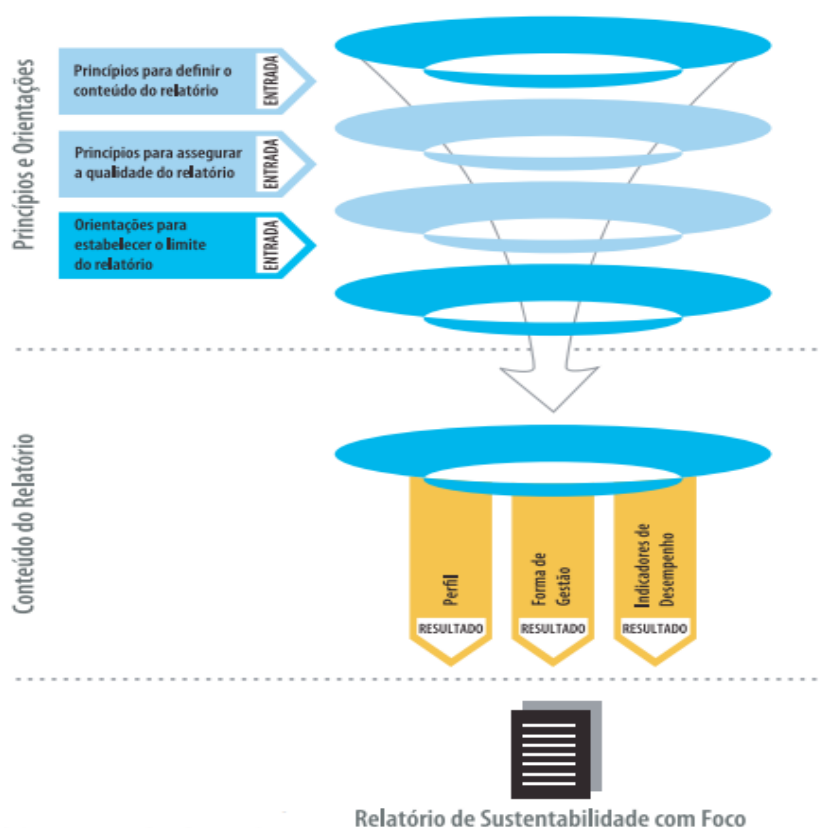 Princípios e Orientações
Princípios para definir o
conteúdo do relatório
ENTRADA
Princípios para assegurar
a qualidade do relatório
ENTRADA
Orientações para
estabelecer o limite
do relatório
ENTRADA
Conteúdo do Relatório
Perfil
RESULTADO
Forma de
Gestão
RESULTADO
Indicadores de
Desempenho
RESULTADO
Relatório de Sustentabilidade com Foco